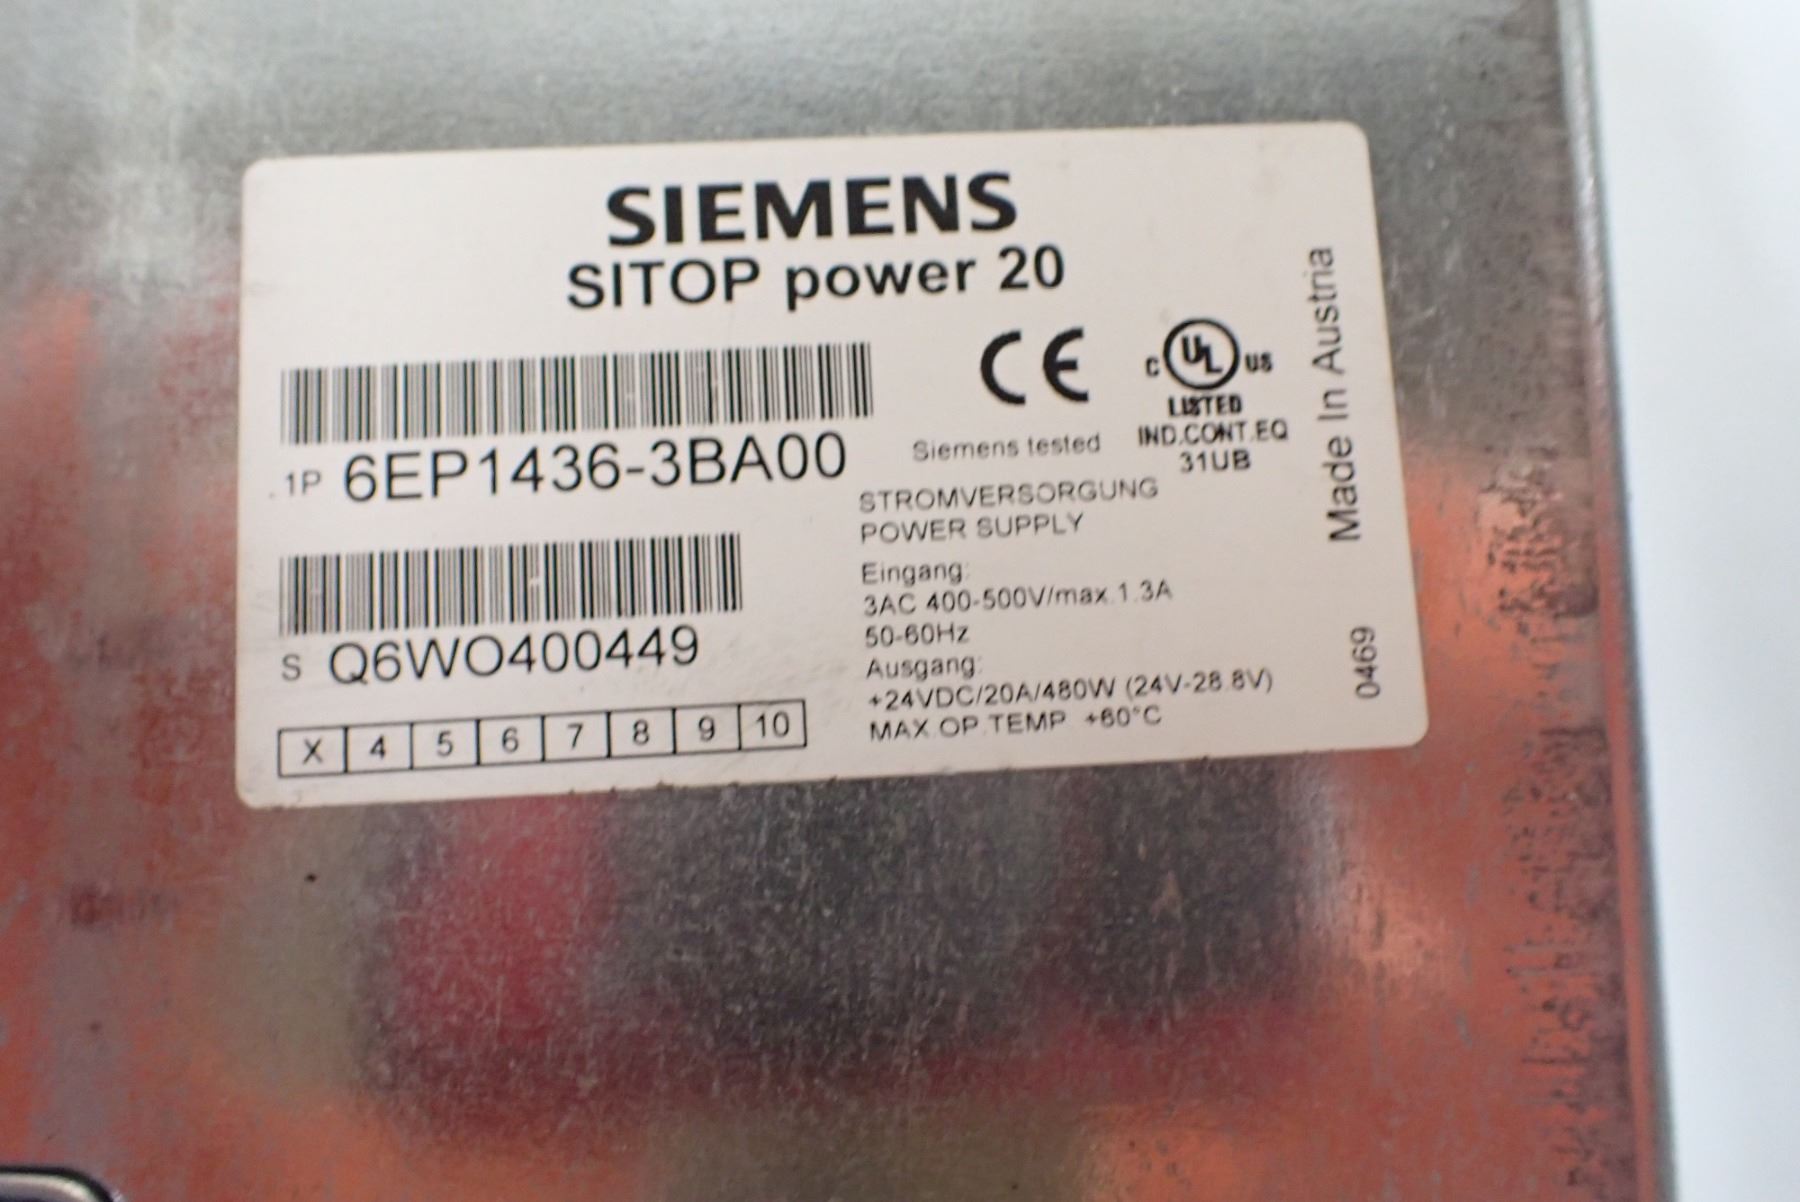 SIEMENS
SITOP power 20
1P 6EP1436-3BA00
S Q6WO400449
X 4 5 6 7 8 9 10
CE
Siemens tested
C UL US
LISTED
IND.CONT.EQ
31UB
STROMVERSORGUNG
POWER SUPPLY
Eingang:
3AC 400-500V/max.1.3A
50-60Hz
Ausgang:
+24VDC/20A/480W (24V-28.8V)
MAX.OP.TEMP +60°C
Made In Austria
0469